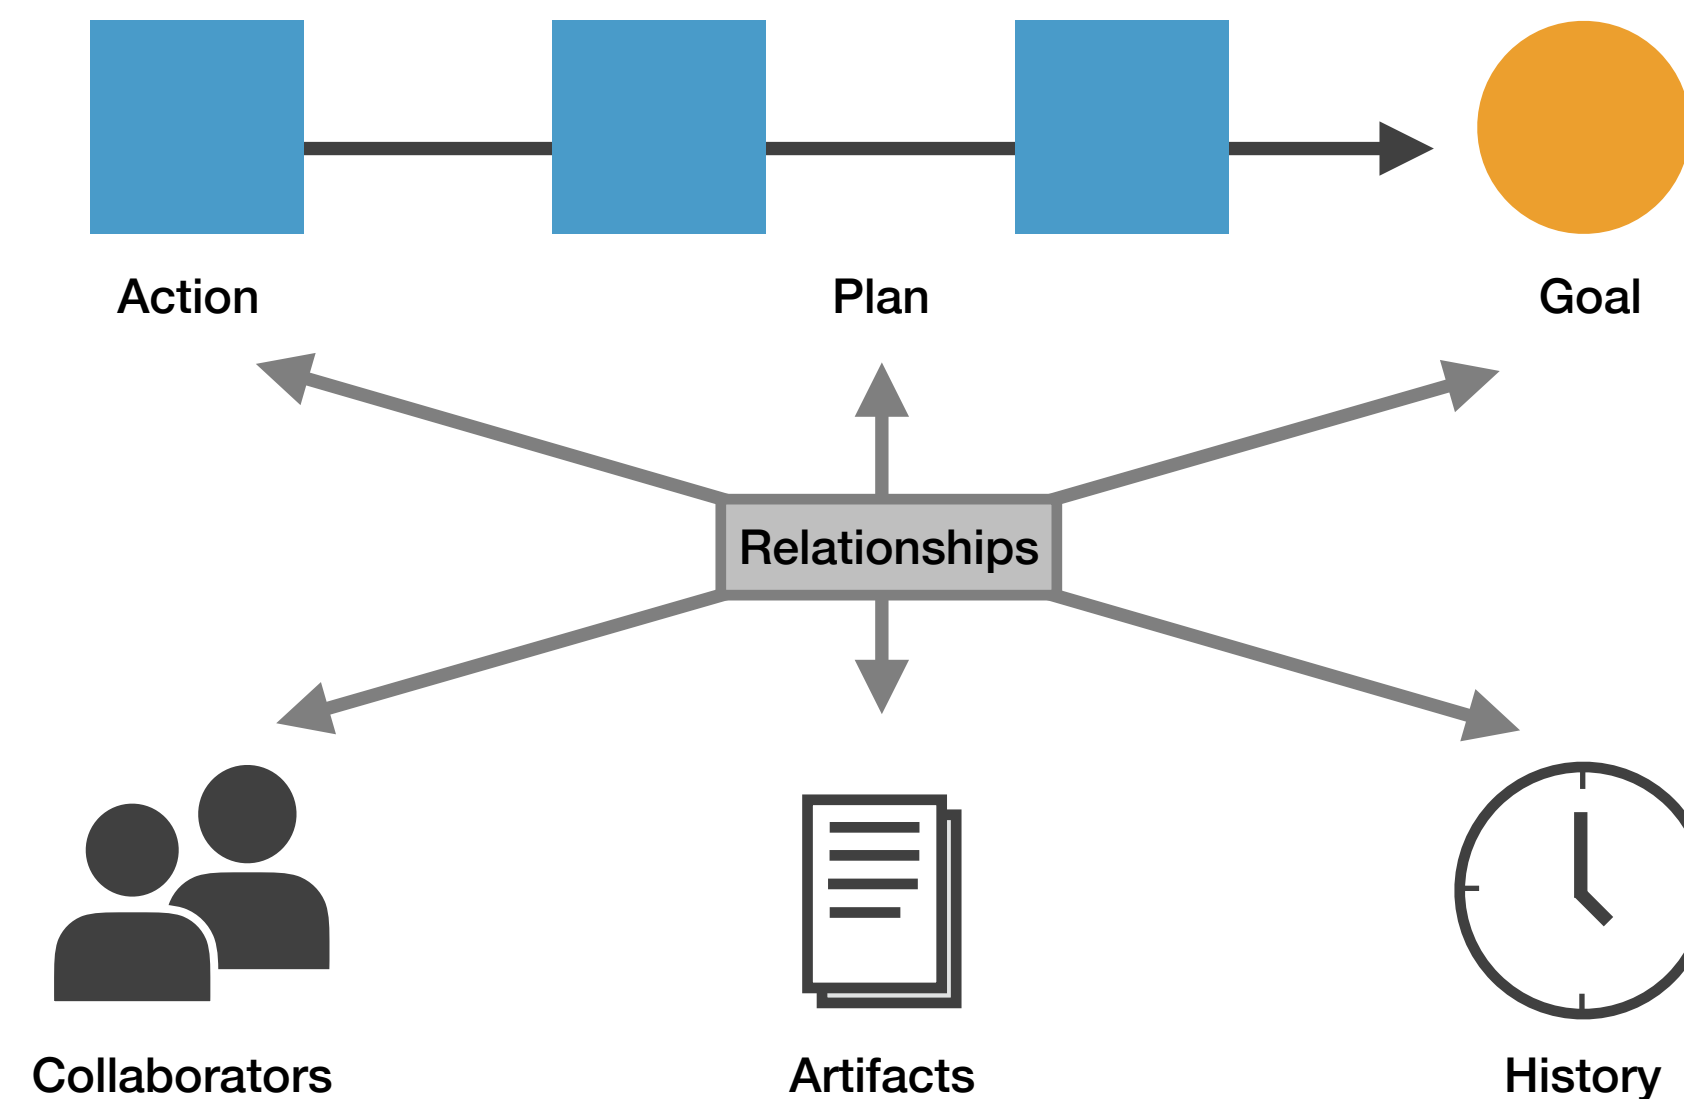 Action
Plan
Goal
Relationships
Collaborators
Artifacts
History